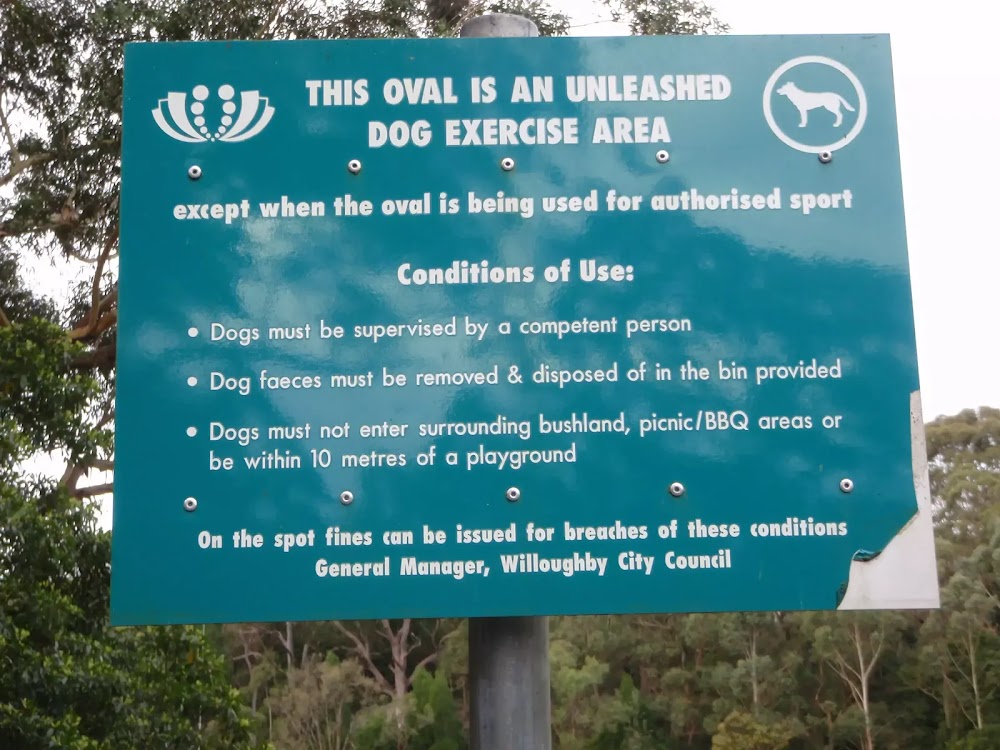 THIS OVAL IS AN UNLEASHED
DOG EXERCISE AREA
except when the oval is being used for authorised sport
Conditions of Use:
• Dogs must be supervised by a competent person
• Dog faeces must be removed & disposed of in the bin provided
• Dogs must not enter surrounding bushland, picnic/BBQ areas or
be within 10 metres of a playground
On the spot fines can be issued for breaches of these conditions
General Manager, Willoughby City Council